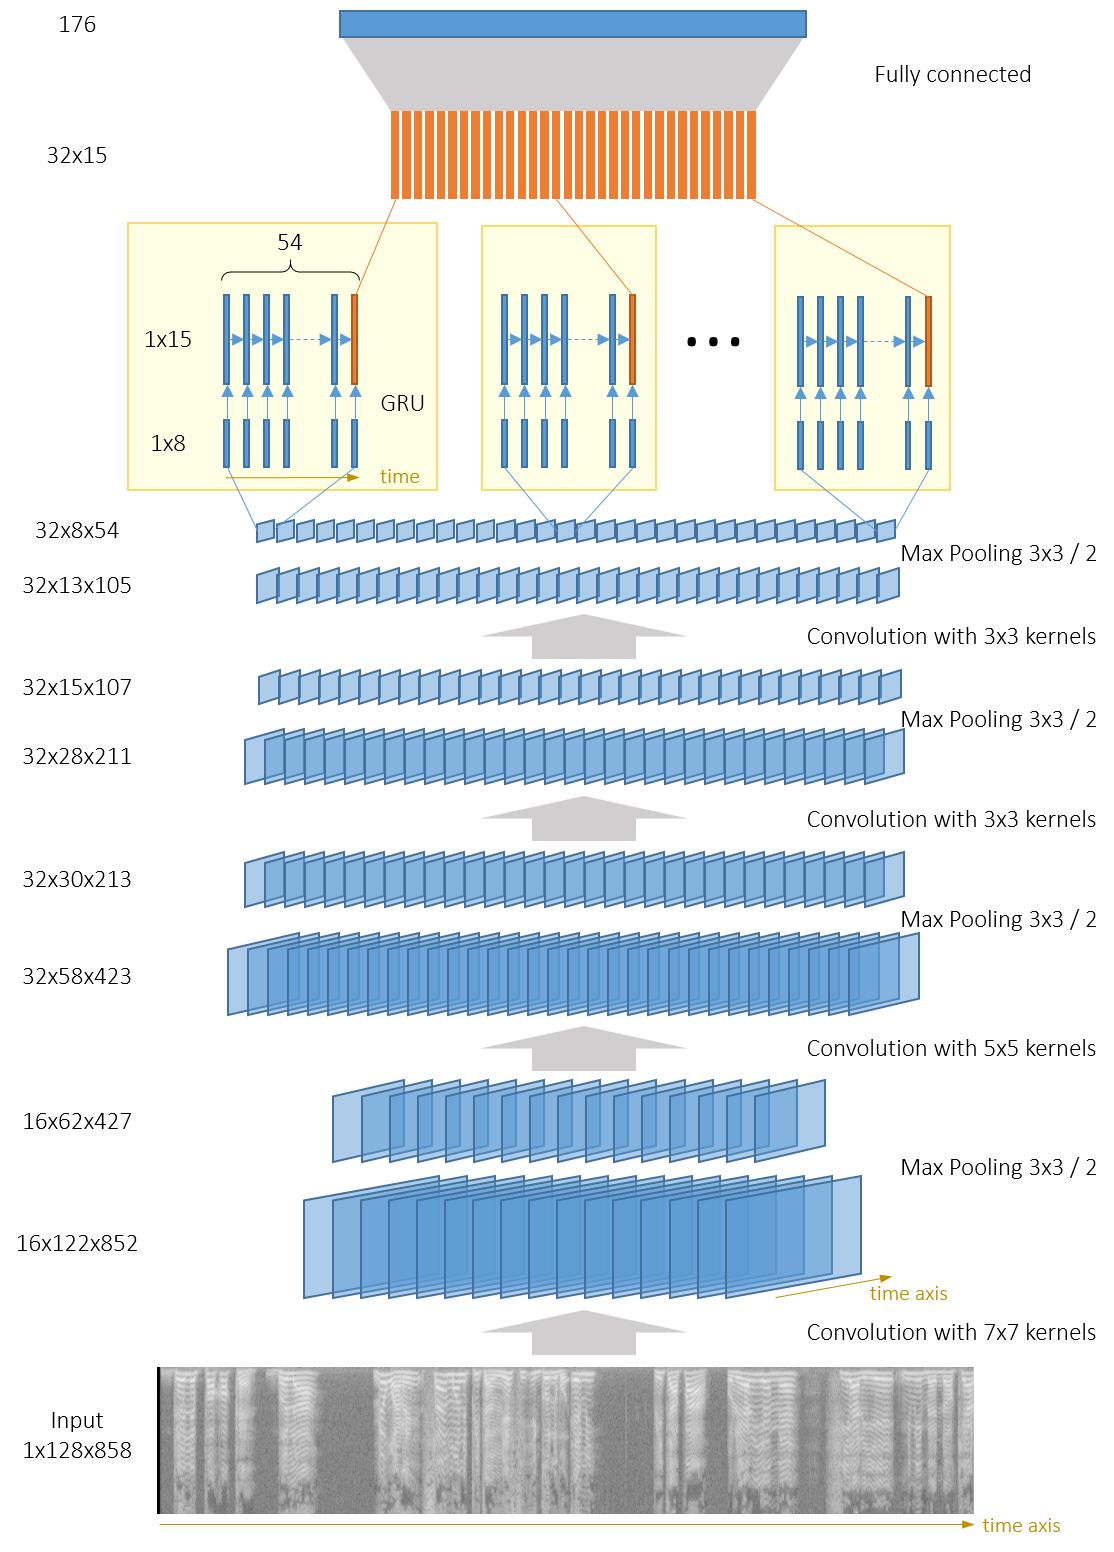 176
Fully connected
32x15
54
1x15
GRU
1x8
time
32x8x54
Max Pooling 3x3 / 2
32x13x105
Convolution with 3x3 kernels
32x15x107
Max Pooling 3x3 / 2
32x28x211
Convolution with 3x3 kernels
32x30x213
Max Pooling 3x3 / 2
32x58x423
Convolution with 5x5 kernels
16x62x427
Max Pooling 3x3 / 2
16x122x852
time axis
Convolution with 7x7 kernels
Input
1x128x858
time axis